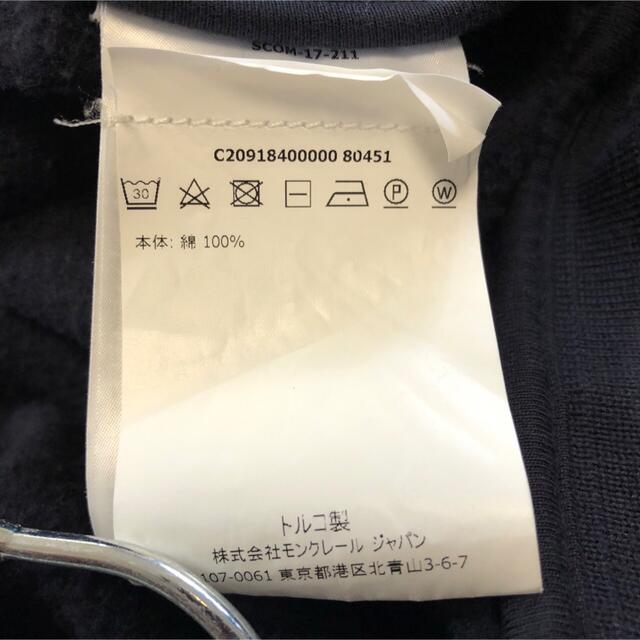 SCOM-17-211
C20918400000 80451
30
P W
本体: 綿 100%
トルコ製
株式会社モンクレール ジャパン
107-0061 東京都港区北青山3-6-7